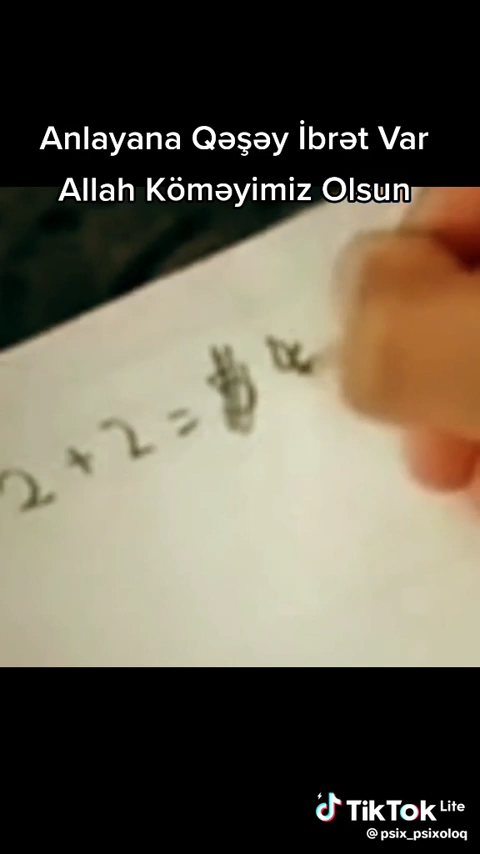 Anlayana Qəşəy İbrət Var
Allah Köməyimiz Olsun
2 + 2 =
TikTok Lite
@psix_psixoloq